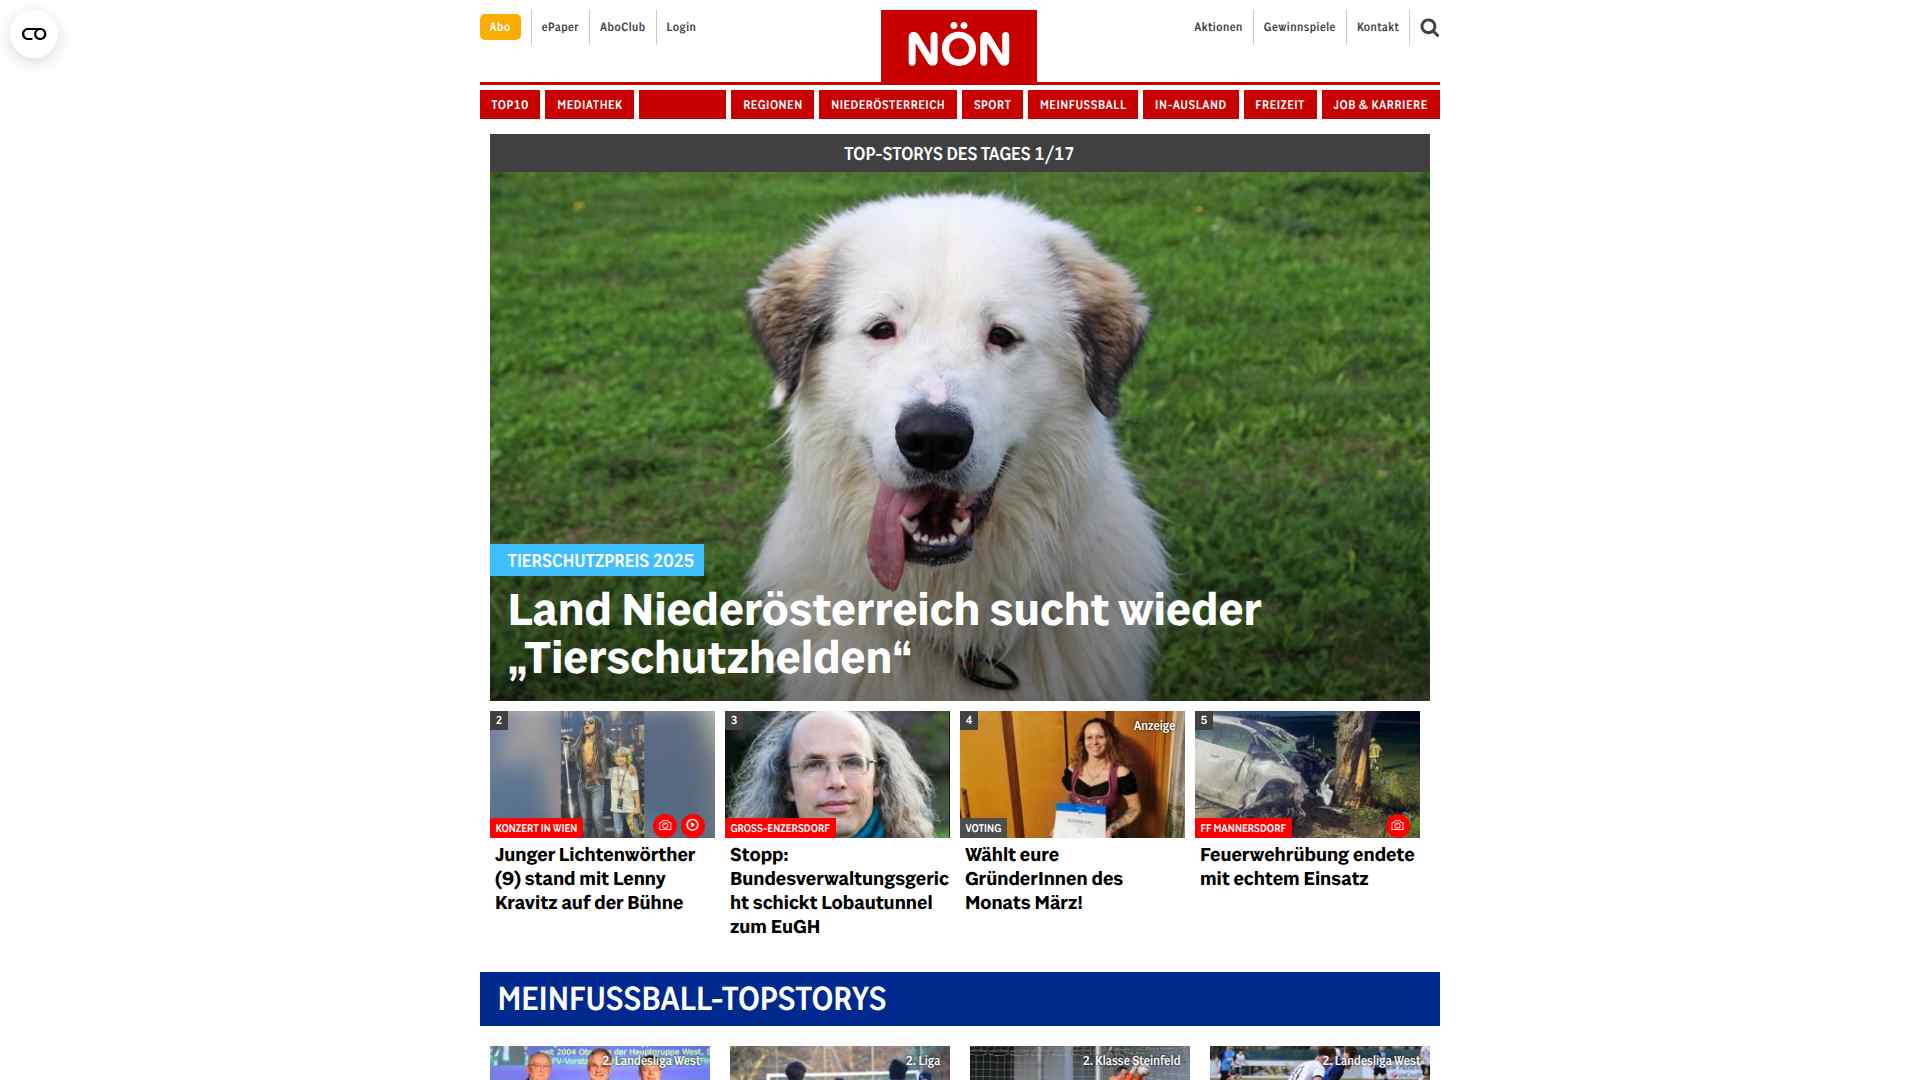 Abo
ePaper
AboClub
Login
NÖN
Aktionen
Gewinnspiele
Kontakt
TOP10
MEDIATHEK
REGIONEN
NIEDERÖSTERREICH
SPORT
MEINFUSSBALL
IN-AUSLAND
FREIZEIT
JOB & KARRIERE
TOP-STORYS DES TAGES 1/17
TIERSCHUTZPREIS 2025
Land Niederösterreich sucht wieder
„Tierschutzhelden“
2
KONZERT IN WIEN
Junger Lichtenwörther
(9) stand mit Lenny
Kravitz auf der Bühne
3
GROSS-ENZERSDORF
Stopp:
Bundesverwaltungsgeric
ht schickt Lobautunnel
zum EuGH
4
Anzeige
VOTING
Wählt eure
GründerInnen des
Monats März!
5
FF MANNERSDORF
Feuerwehrübung endete
mit echtem Einsatz
MEINFUSSBALL-TOPSTORYS
2. Landesliga West
2. Liga
2. Klasse Steinfeld
2. Landesliga West